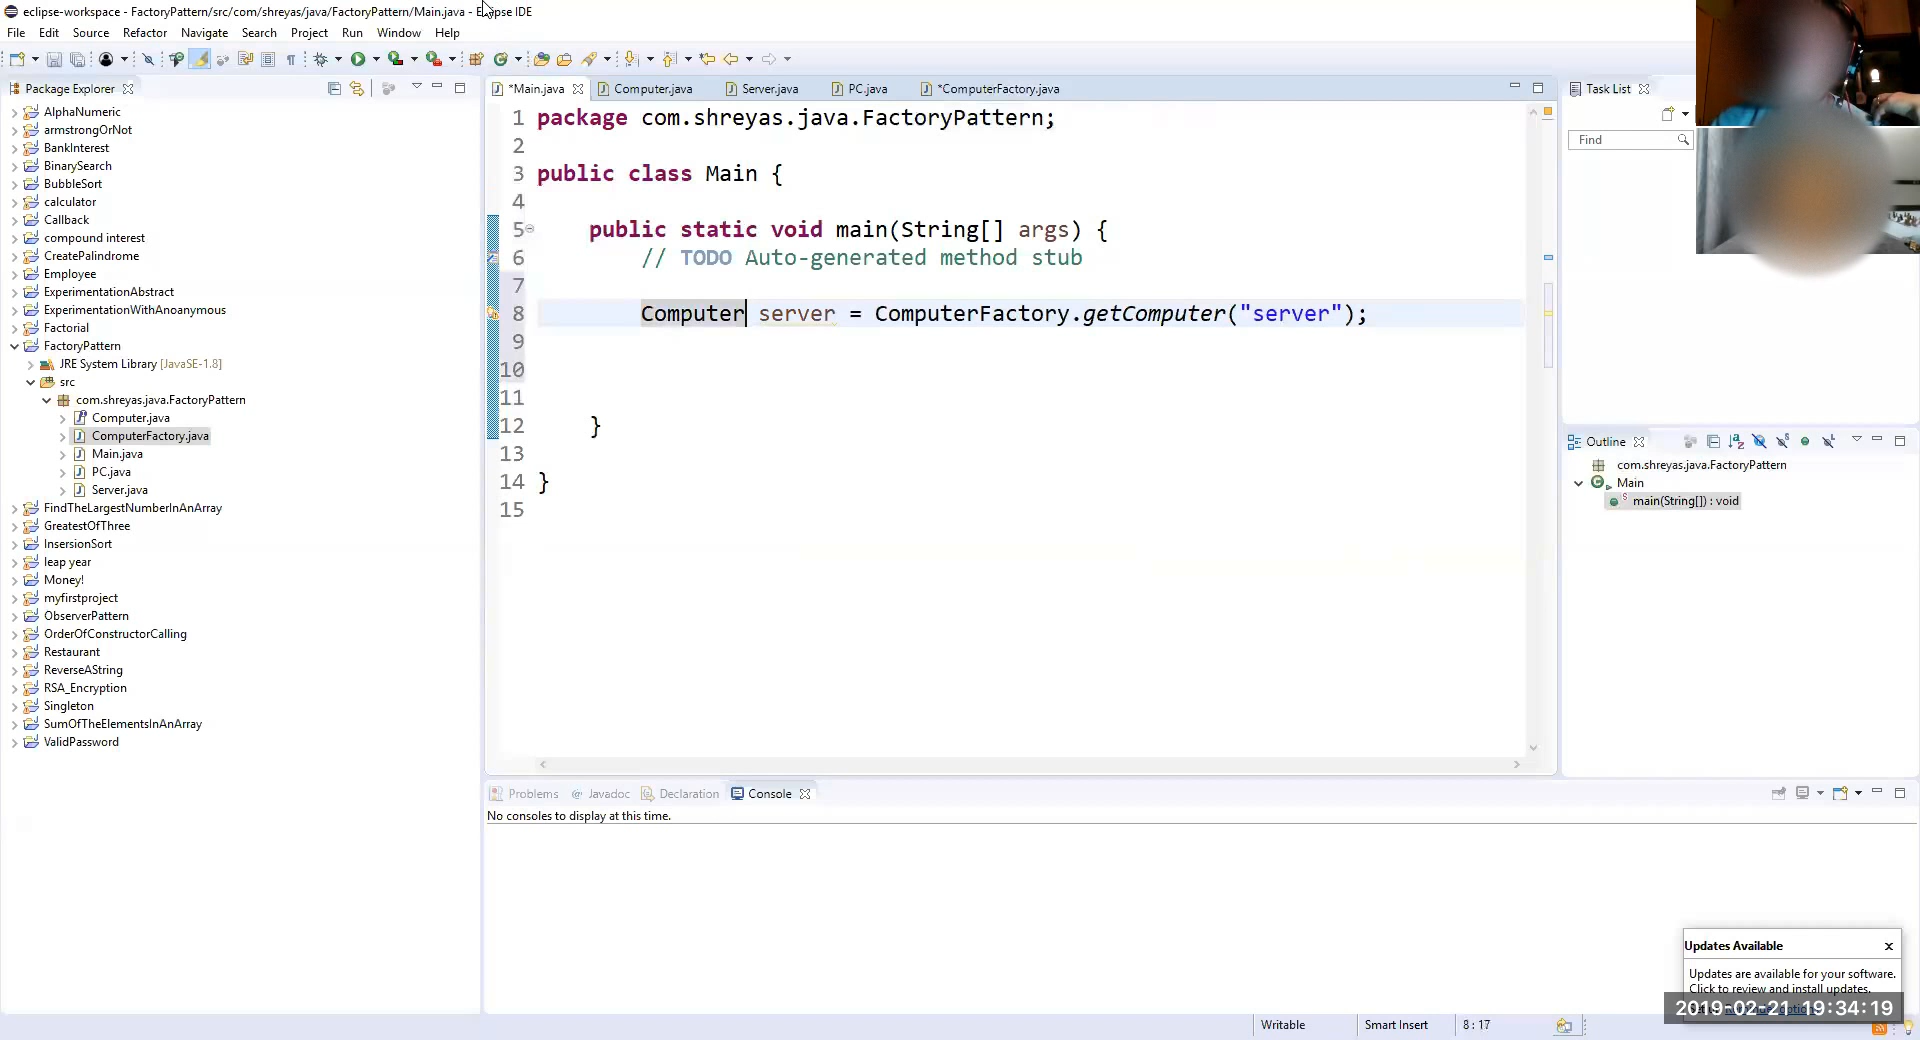 eclipse-workspace - FactoryPattern/src/com/shreyas/java/FactoryPattern/Main.java - Eclipse IDE
File Edit Source Refactor Navigate Search Project Run Window Help
Package Explorer
AlphaNumeric
armstrongOrNot
BankInterest
BinarySearch
BubbleSort
calculator
Callback
compound interest
CreatePalindrome
Employee
ExperimentationAbstract
ExperimentationWithAnoanymous
Factorial
FactoryPattern
JRE System Library [JavaSE-1.8]
src
com.shreyas.java.FactoryPattern
Computer.java
ComputerFactory.java
Main.java
PC.java
Server.java
FindTheLargestNumberInAnArray
GreatestOfThree
InsersionSort
leap year
Money!
myfirstproject
ObserverPattern
OrderOfConstructorCalling
Restaurant
ReverseAString
RSA_Encryption
Singleton
SumOfTheElementsInAnArray
ValidPassword
*Main.java Computer.java Server.java PC.java *ComputerFactory.java
1 package com.shreyas.java.FactoryPattern;
2
3 public class Main {
4
5 public static void main(String[] args) {
6 // TODO Auto-generated method stub
7
8 Computer server = ComputerFactory.getComputer("server");
9
10
11
12 }
13
14 }
15
Task List
Find
Outline
com.shreyas.java.FactoryPattern
Main
main(String[]) : void
Problems Javadoc Declaration Console
No consoles to display at this time.
Updates Available
Updates are available for your software.
Click to review and install updates.
2019-02-21 19:34:19
Writable Smart Insert 8 : 17